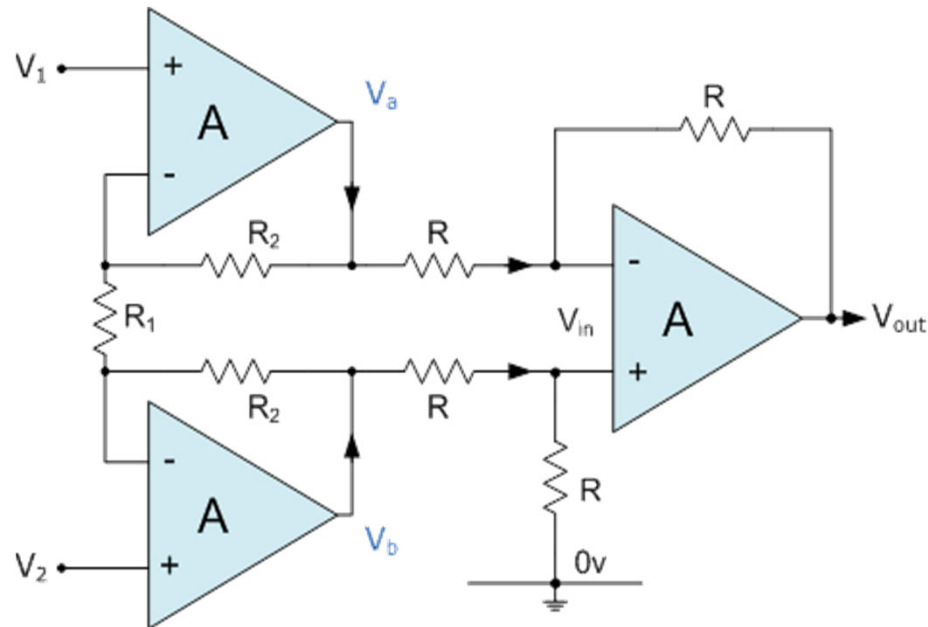 V1
+
A
-
Va
R2
R
R
R1
-
Vin
A
+
Vout
R2
R
-
A
+
Vb
V2
R
0v